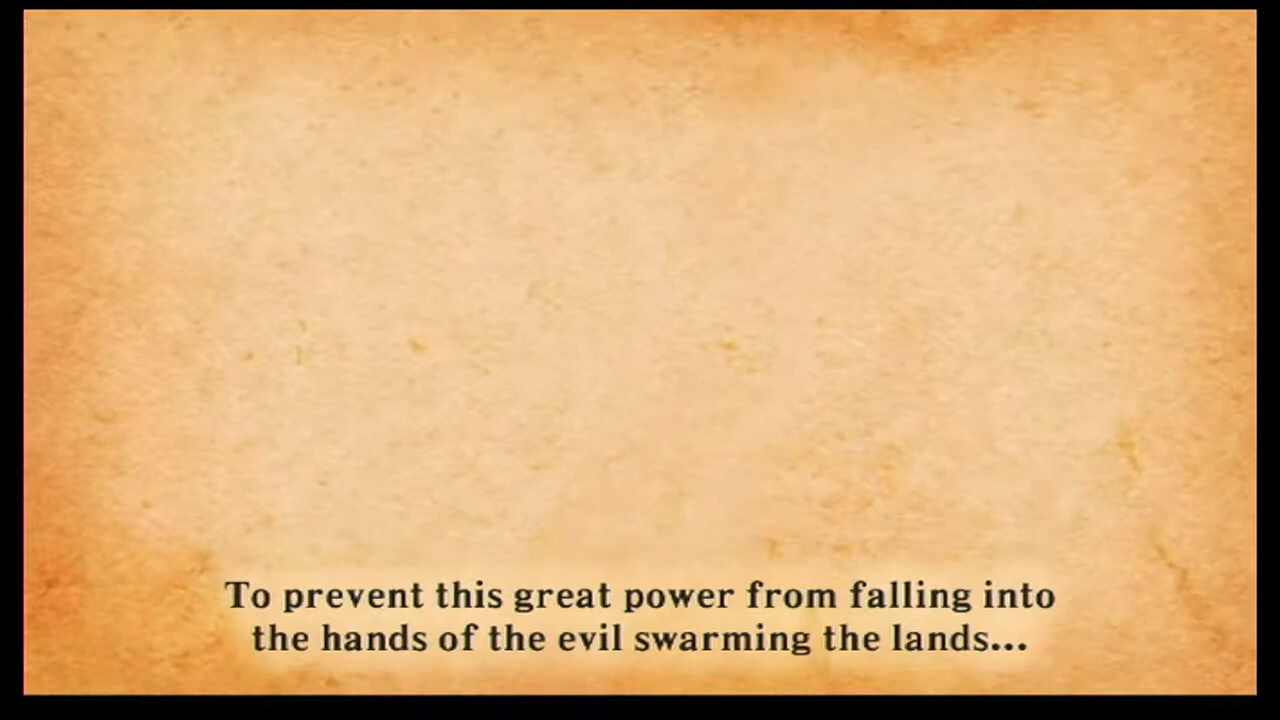 To prevent this great power from falling into
the hands of the evil swarming the lands...